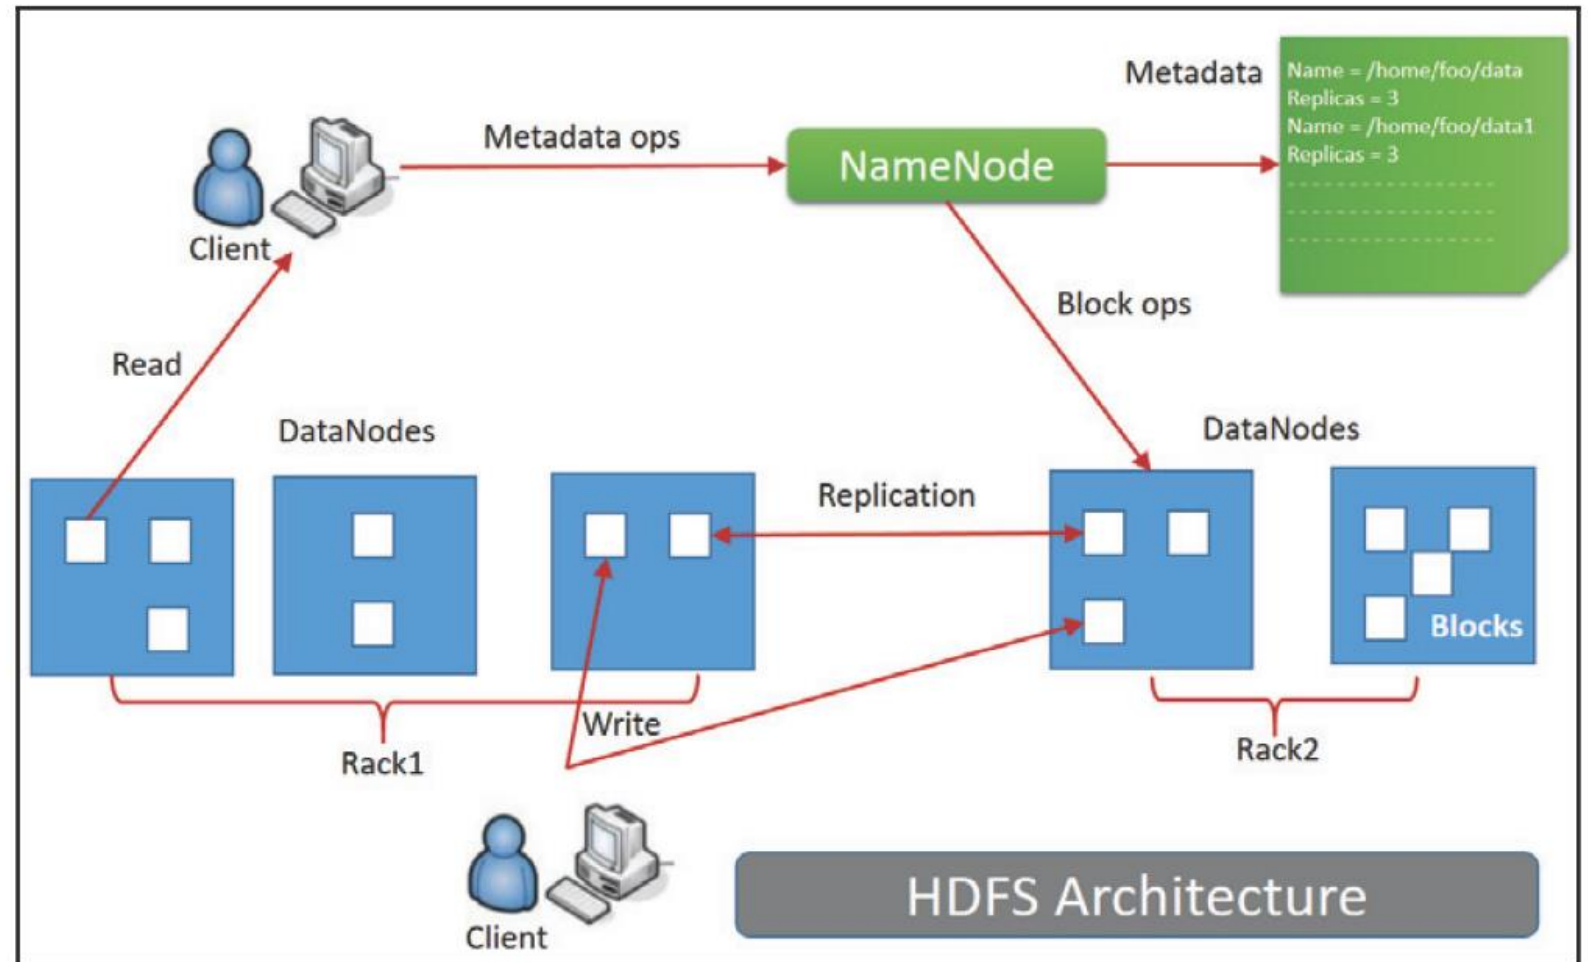 Metadata
Name = /home/foo/data
Replicas = 3
Name = /home/foo/data1
Replicas = 3
Metadata ops
NameNode
Client
Block ops
Read
DataNodes
DataNodes
Replication
Blocks
Write
Rack1
Rack2
HDFS Architecture
Client